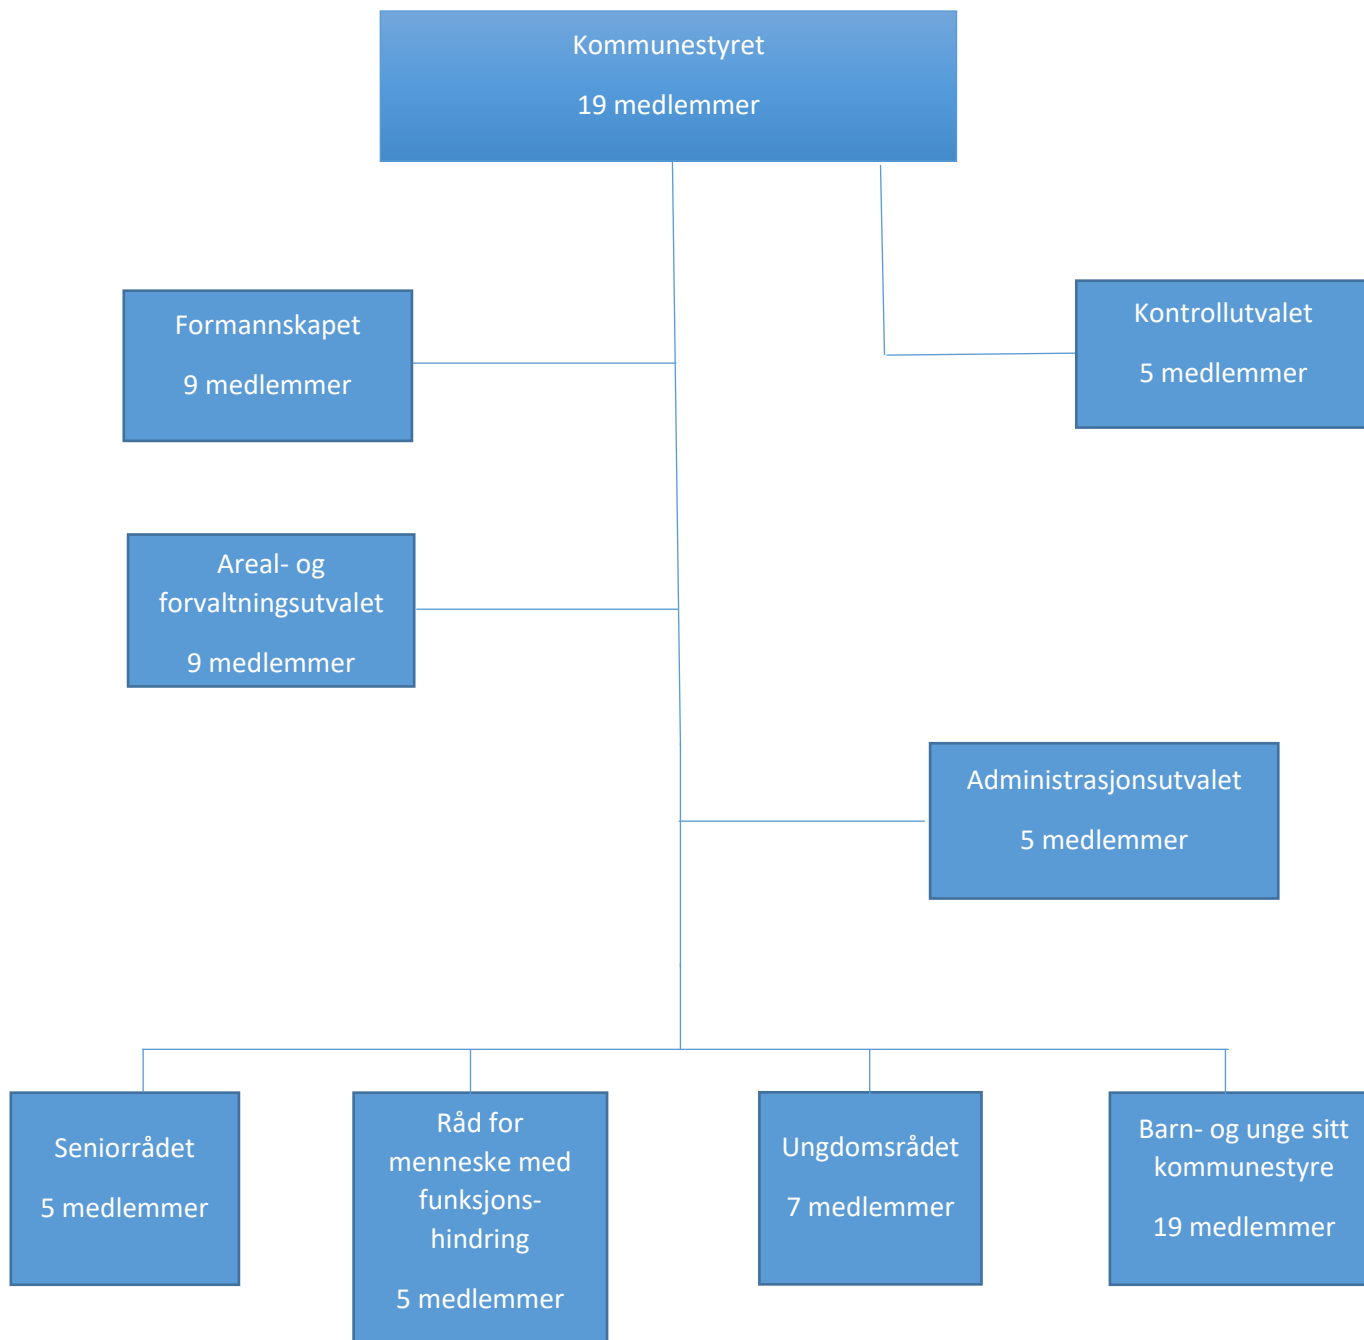 Kommunestyret
19 medlemmer
Formannskapet
9 medlemmer
Kontrollutvalet
5 medlemmer
Areal- og
forvaltningsutvalet
9 medlemmer
Administrasjonsutvalet
5 medlemmer
Seniorrådet
5 medlemmer
Råd for
menneske med
funksjons-
hindring
5 medlemmer
Ungdomsrådet
7 medlemmer
Barn- og unge sitt
kommunestyre
19 medlemmer